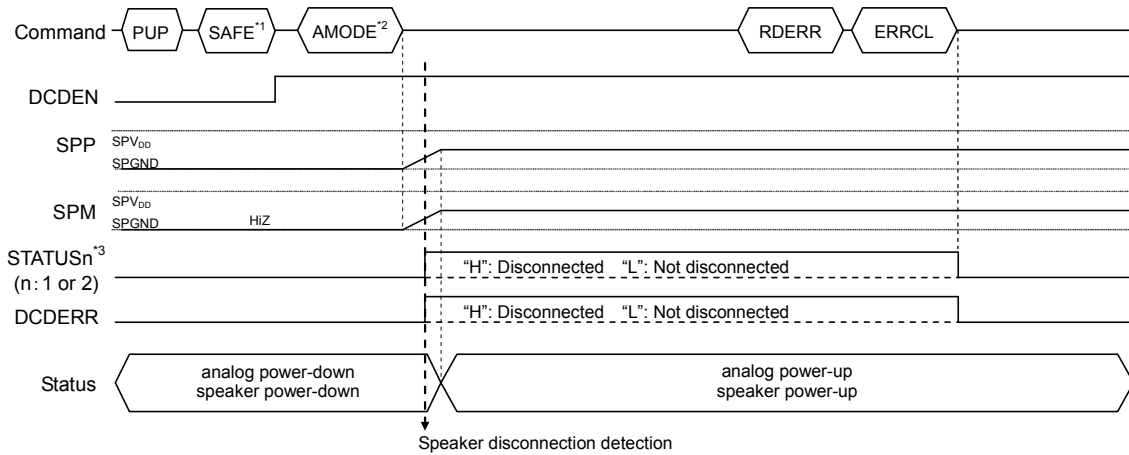 Command PUP SAFE*1 AMODE*2 RDERR ERRCL
DCDEN
SPP
SPVDD
SPGND
SPM
SPVDD
SPGND HiZ
STATUSn*3
(n: 1 or 2)
“H”: Disconnected “L”: Not disconnected
DCDERR
“H”: Disconnected “L”: Not disconnected
Status
analog power-down
speaker power-down
analog power-up
speaker power-up
Speaker disconnection detection